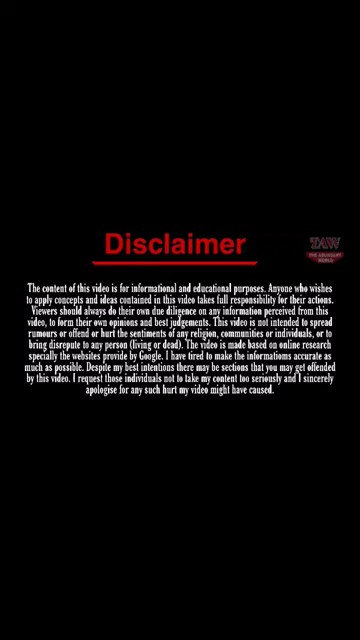 Disclaimer
TAW
THE ABUNDANT
WORLD
The content of this video is for informational and educational purposes. Anyone who wishes
to apply concepts and ideas contained in this video takes full responsibility for their actions.
Viewers should always do their own due diligence on any information perceived from this
video, to form their own opinions and best judgements. This video is not intended to spread
rumours or offend or hurt the sentiments of any religion, communities or individuals, or to
bring disrepute to any person (living or dead). The video is made based on online research
specially the websites provide by Google. I have tired to make the informations accurate as
much as possible. Despite my best intentions there may be sections that you may get offended
by this video. I request those individuals not to take my content too seriously and I sincerely
apologise for any such hurt my video might have caused.